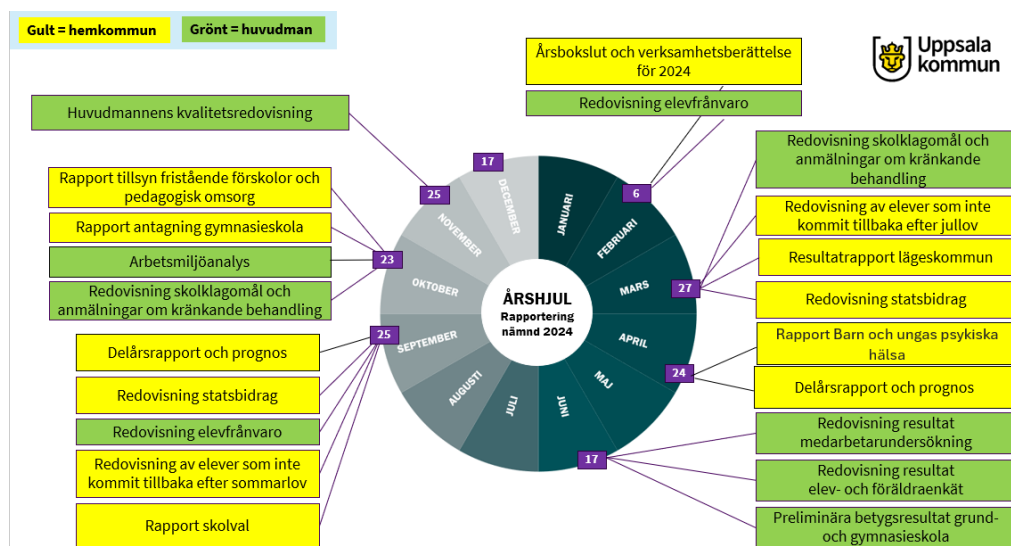 Gult = hemkommun
Grönt = huvudman
Uppsala
kommun
Årsbokslut och verksamhetsberättelse
för 2024
Redovisning elevfrånvaro
Redovisning skolklagomål och
anmälningar om kränkande
behandling
Redovisning av elever som inte
kommit tillbaka efter jullov
Resultatrapport lägeskommun
Redovisning statsbidrag
Rapport Barn och ungas psykiska
hälsa
Delårsrapport och prognos
Redovisning resultat
medarbetarundersökning
Redovisning resultat
elev- och föräldraenkät
Preliminära betygsresultat grund-
och gymnasieskola
Huvudmannens kvalitetsredovisning
Rapport tillsyn fristående förskolor och
pedagogisk omsorg
Rapport antagning gymnasieskola
Arbetsmiljöanalys
Redovisning skolklagomål och
anmälningar om kränkande behandling
Delårsrapport och prognos
Redovisning statsbidrag
Redovisning elevfrånvaro
Redovisning av elever som inte
kommit tillbaka efter sommarlov
Rapport skolval
ÅRSHJUL
Rapportering
nämnd 2024
JANUARI
FEBRUARI
MARS
APRIL
MAJ
JUNI
JULI
AUGUSTI
SEPTEMBER
OKTOBER
NOVEMBER
DECEMBER
6
27
24
17
25
23
25
17